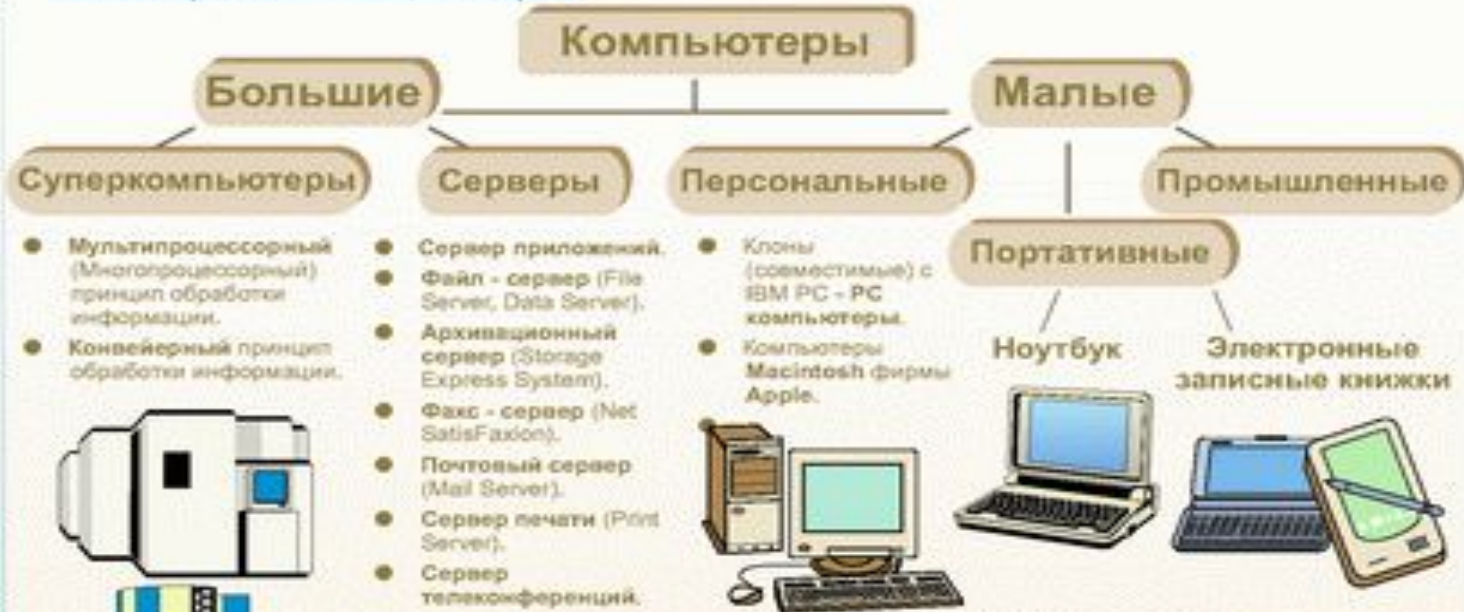 Компьютеры
Большие
Малые
Суперкомпьютеры
Серверы
Персональные
Промышленные
Портативные
Мультипроцессорный
(Многопроцессорный)
принцип обработки
информации.
Конвейерный принцип
обработки информации.
Сервер приложений.
Файл - сервер (File
Server, Data Server).
Архивационный
сервер (Storage
Express System).
Факс - сервер (Net
SatisFaxion).
Почтовый сервер
(Mail Server).
Сервер печати (Print
Server).
Сервер
телеконференций.
Клоны
(совместимые) с
IBM PC - PC
компьютеры.
Компьютеры
Macintosh фирмы
Apple.
Ноутбук
Электронные
записные книжки